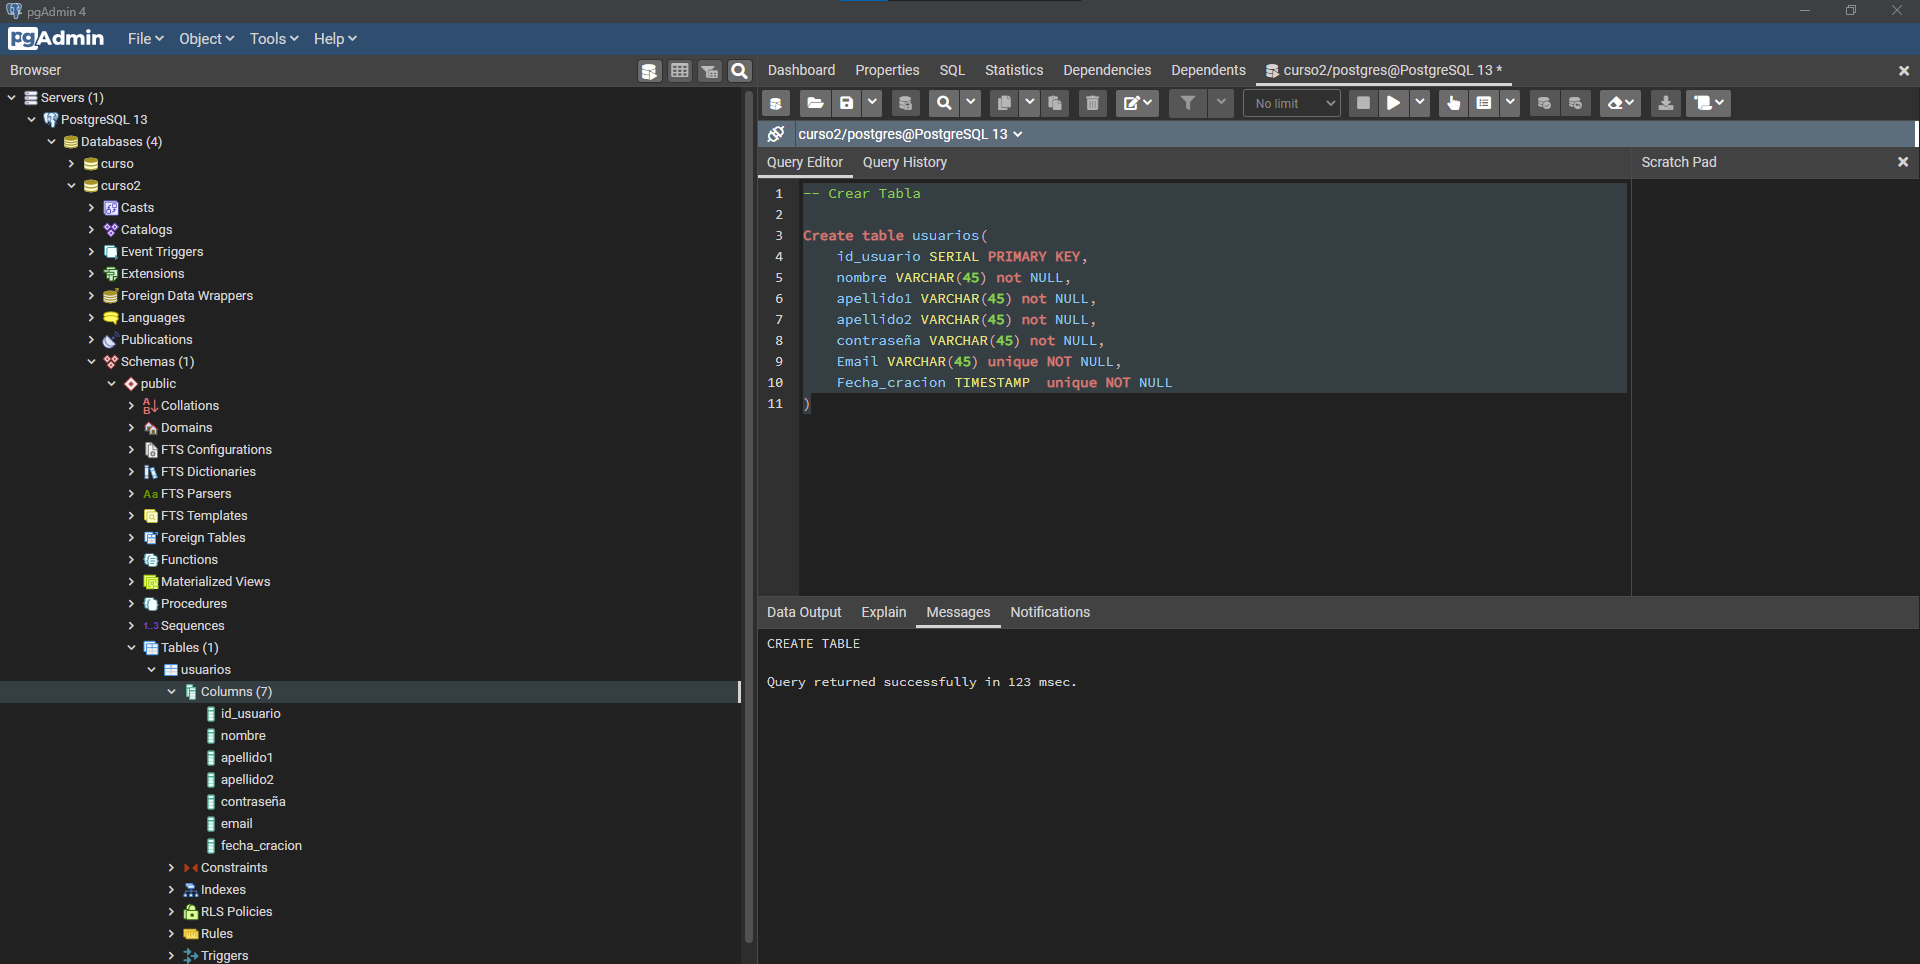 pgAdmin 4
pgAdmin File Object Tools Help
Browser
Dashboard Properties SQL Statistics Dependencies Dependents curso2/postgres@PostgreSQL 13 *
No limit
curso2/postgres@PostgreSQL 13
Query Editor Query History
Scratch Pad
Servers (1)
PostgreSQL 13
Databases (4)
curso
curso2
Casts
Catalogs
Event Triggers
Extensions
Foreign Data Wrappers
Languages
Publications
Schemas (1)
public
Collations
Domains
FTS Configurations
FTS Dictionaries
Aa FTS Parsers
FTS Templates
Foreign Tables
Functions
Materialized Views
Procedures
1..3 Sequences
Tables (1)
usuarios
Columns (7)
id_usuario
nombre
apellido1
apellido2
contraseña
email
fecha_cracion
Constraints
Indexes
RLS Policies
Rules
Triggers
1 -- Crear Tabla
2
3 Create table usuarios(
4 id_usuario SERIAL PRIMARY KEY,
5 nombre VARCHAR(45) not NULL,
6 apellido1 VARCHAR(45) not NULL,
7 apellido2 VARCHAR(45) not NULL,
8 contraseña VARCHAR(45) not NULL,
9 Email VARCHAR(45) unique NOT NULL,
10 Fecha_cracion TIMESTAMP unique NOT NULL
11 )
Data Output Explain Messages Notifications
CREATE TABLE
Query returned successfully in 123 msec.